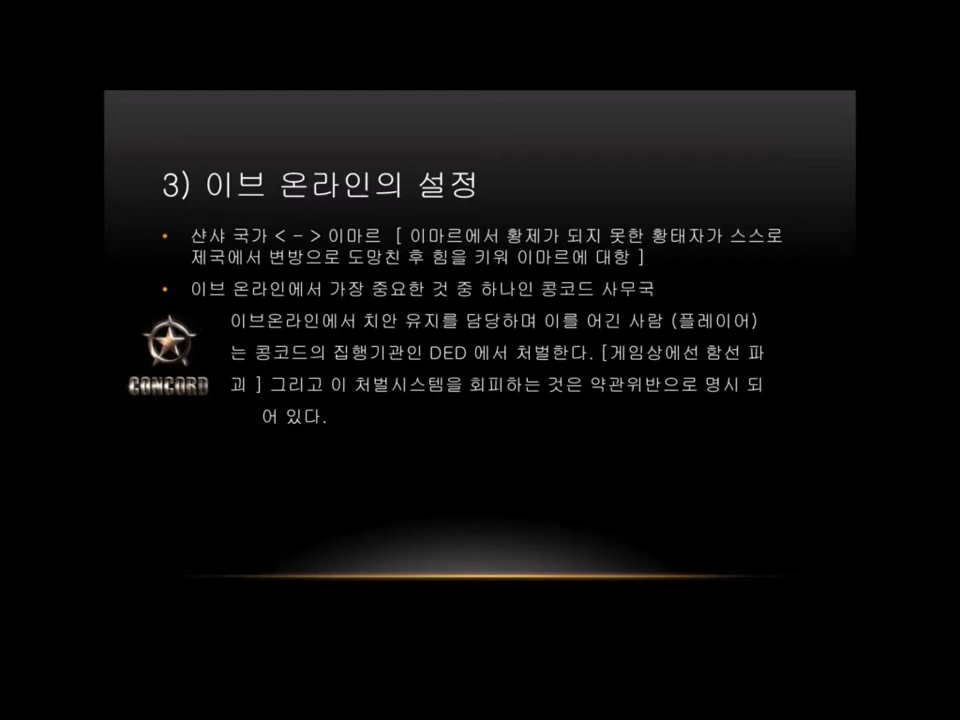 3) 이브 온라인의 설정
• 샨샤 국가 < - > 이마르 [ 이마르에서 황제가 되지 못한 황태자가 스스로
제국에서 변방으로 도망친 후 힘을 키워 이마르에 대항 ]
• 이브 온라인에서 가장 중요한 것 중 하나인 콩코드 사무국
이브온라인에서 치안 유지를 담당하며 이를 어긴 사람 (플레이어)
는 콩코드의 집행기관인 DED 에서 처벌한다. [게임상에선 함선 파
CONCORD 괴 ] 그리고 이 처벌시스템을 회피하는 것은 약관위반으로 명시 되
어 있다.